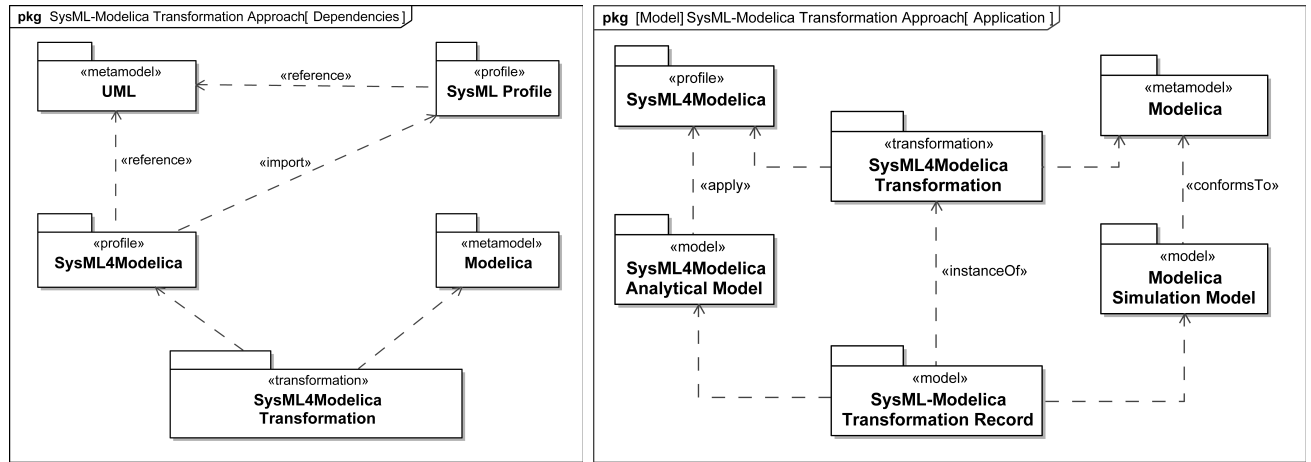 pkg SysML-Modelica Transformation Approach[ Dependencies]
«metamodel»
UML
«reference»
«profile»
SysML Profile
«reference»
«import»
«profile»
SysML4Modelica
«metamodel»
Modelica
«transformation»
SysML4Modelica
Transformation
pkg [Model] SysML-Modelica Transformation Approach[ Application ]
«profile»
SysML4Modelica
«metamodel»
Modelica
«transformation»
SysML4Modelica
Transformation
«apply»
«conformsTo»
«model»
SysML4Modelica
Analytical Model
«instanceOf»
«model»
Modelica
Simulation Model
«model»
SysML-Modelica
Transformation Record